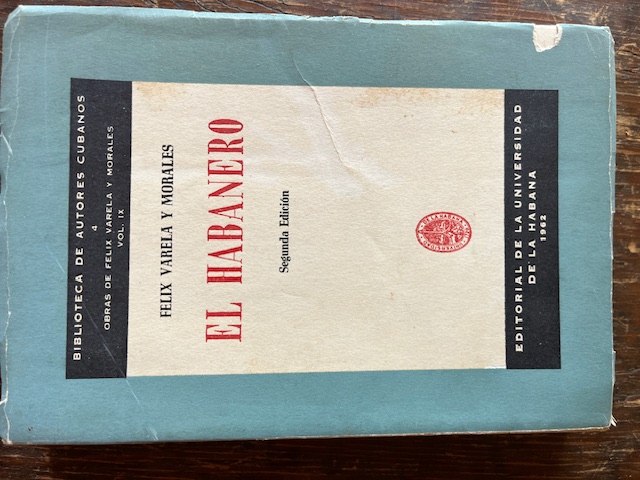 BIBLIOTECA DE AUTORES CUBANOS
4
OBRAS DE FELIX VARELA Y MORALES
VOL. IX
FELIX VARELA Y MORALES
EL HABANERO
Segunda Edición
EDITORIAL DE LA UNIVERSIDAD
DE LA HABANA
1962